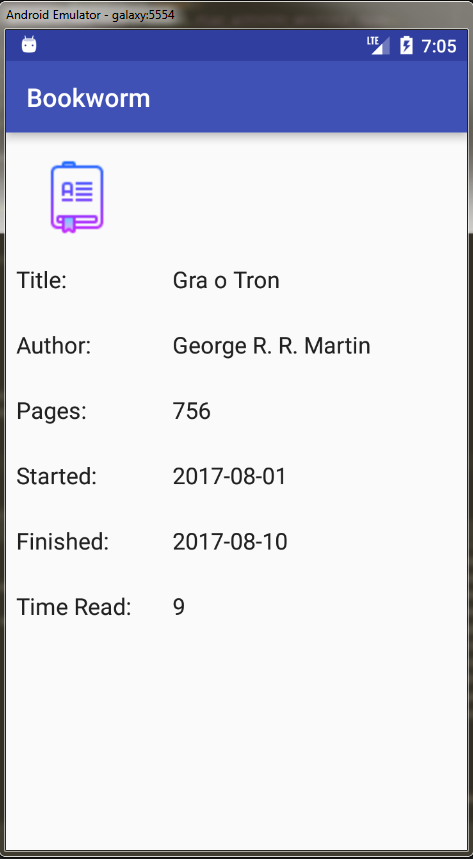 Android Emulator - galaxy:5554
LTE 7:05
Bookworm
A
Title: Gra o Tron
Author: George R. R. Martin
Pages: 756
Started: 2017-08-01
Finished: 2017-08-10
Time Read: 9